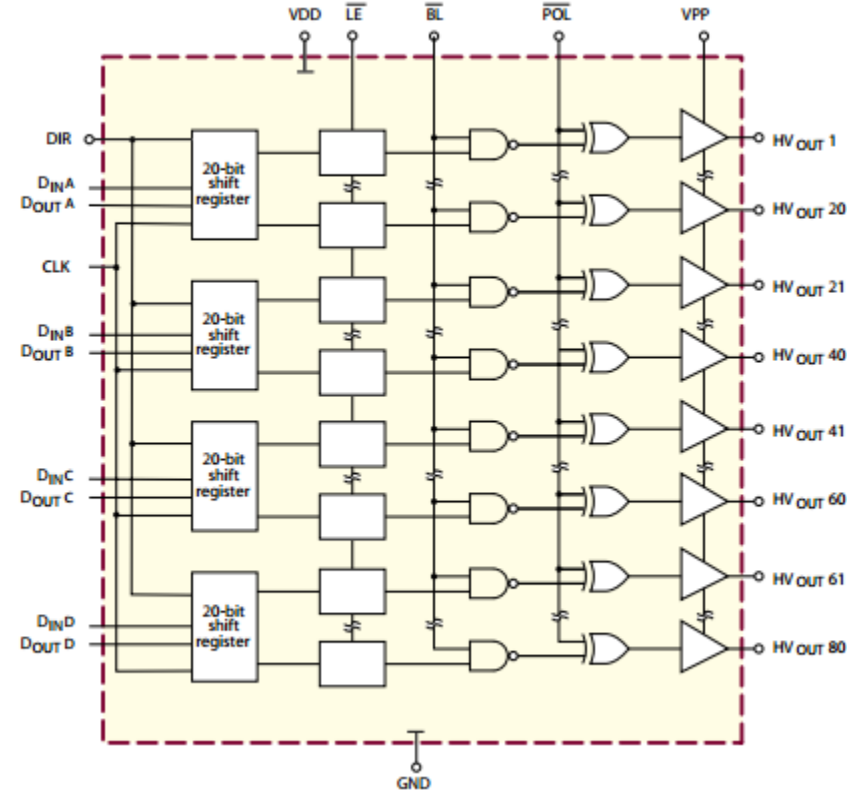 VDD
LE
BL
POL
VPP
DIR
20-bit
shift
register
HV OUT 1
DINA
DOUT A
HV OUT 20
CLK
HV OUT 21
20-bit
shift
register
DINB
DOUT B
HV OUT 40
HV OUT 41
20-bit
shift
register
DINC
DOUT C
HV OUT 60
HV OUT 61
20-bit
shift
register
DIND
DOUT D
HV OUT 80
GND